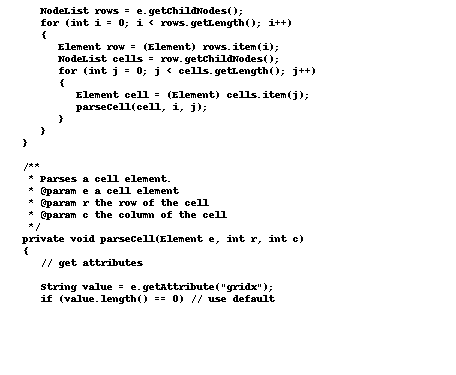 NodeList rows = e.getChildNodes();
for (int i = 0; i < rows.getLength(); i++)
{
Element row = (Element) rows.item(i);
NodeList cells = row.getChildNodes();
for (int j = 0; j < cells.getLength(); j++)
{
Element cell = (Element) cells.item(j);
parseCell(cell, i, j);
}
}
}
/**
* Parses a cell element.
* @param e a cell element
* @param r the row of the cell
* @param c the column of the cell
*/
private void parseCell(Element e, int r, int c)
{
// get attributes
String value = e.getAttribute("gridx");
if (value.length() == 0) // use default